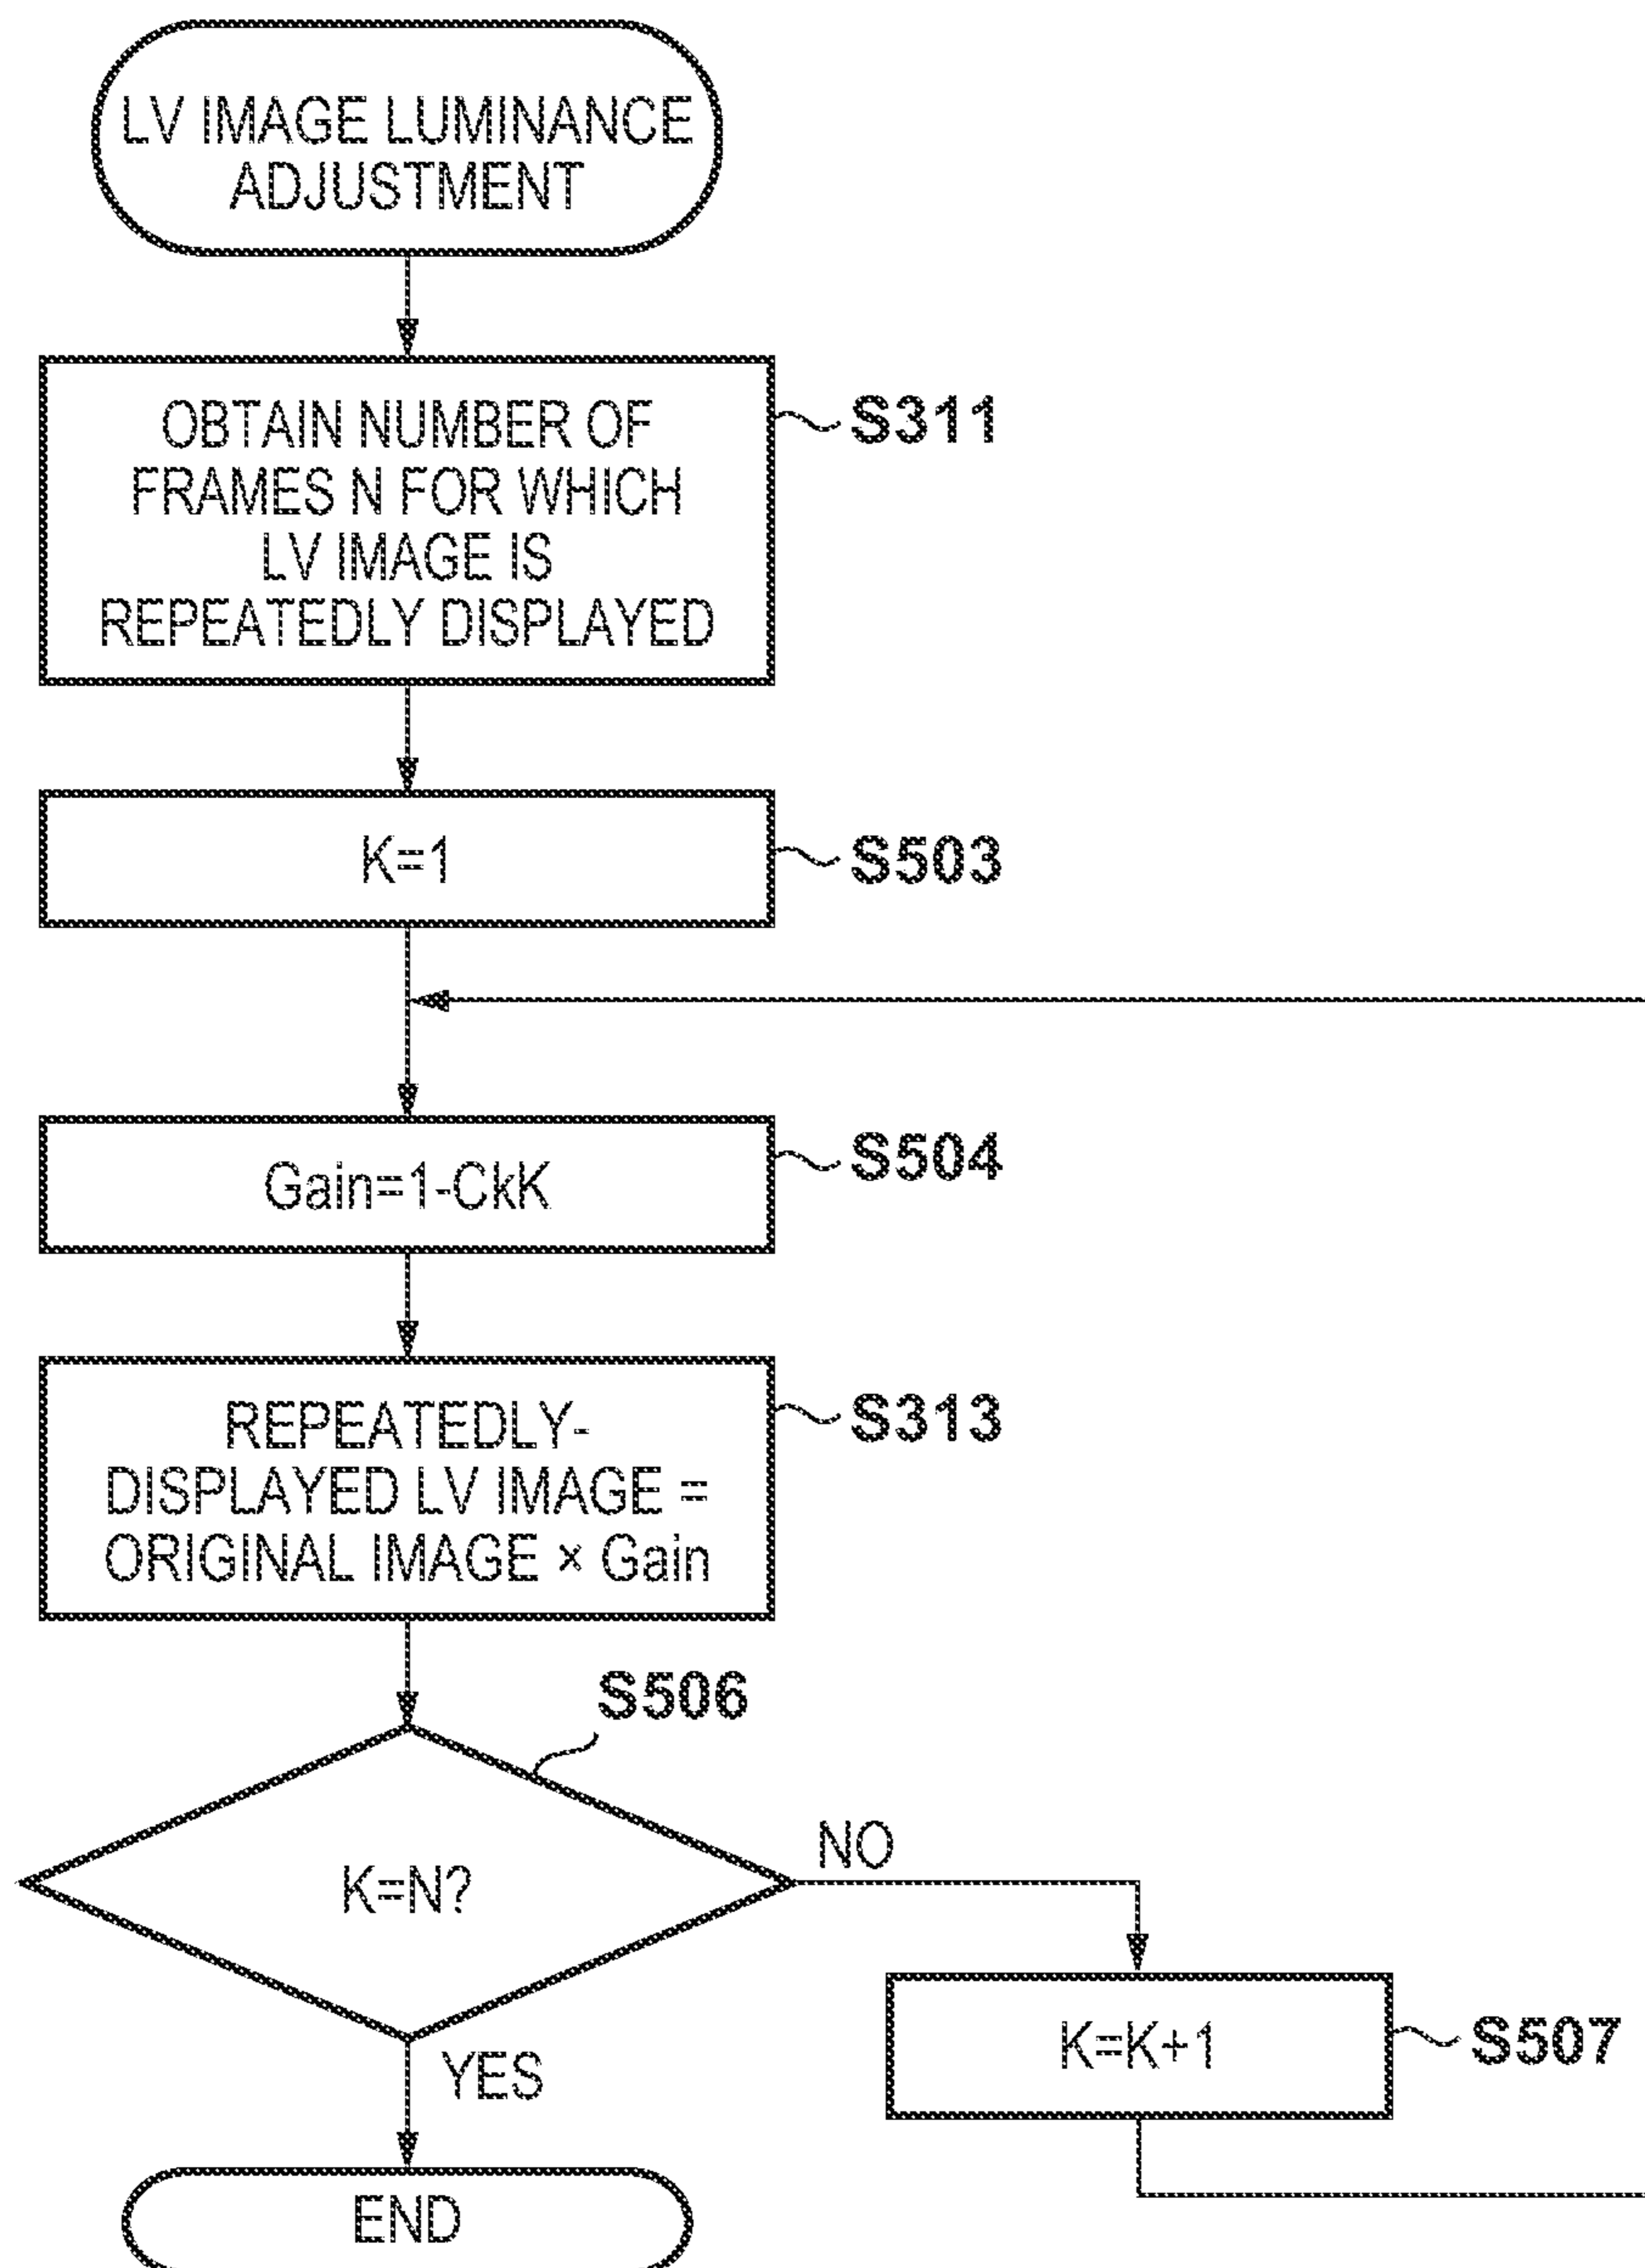 LV IMAGE LUMINANCE
ADJUSTMENT
OBTAIN NUMBER OF
FRAMES N FOR WHICH
LV IMAGE IS
REPEATEDLY DISPLAYED
S311
K=1
S503
Gain=1-CkK
S504
REPEATEDLY-
DISPLAYED LV IMAGE =
ORIGINAL IMAGE × Gain
S313
S506
K=N?
NO
K=K+1
S507
YES
END